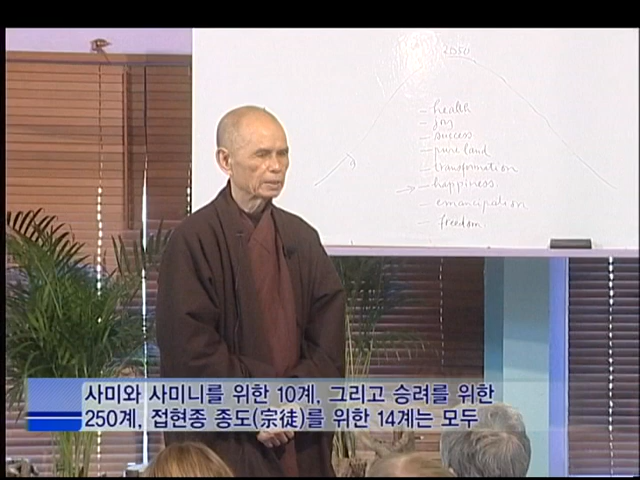 2050
– health
– joy
– success
– pure land
– transformation
– happiness
– emancipation
– freedom
사미와 사미니를 위한 10계, 그리고 승려를 위한
250계, 접현종 종도(宗徒)를 위한 14계는 모두